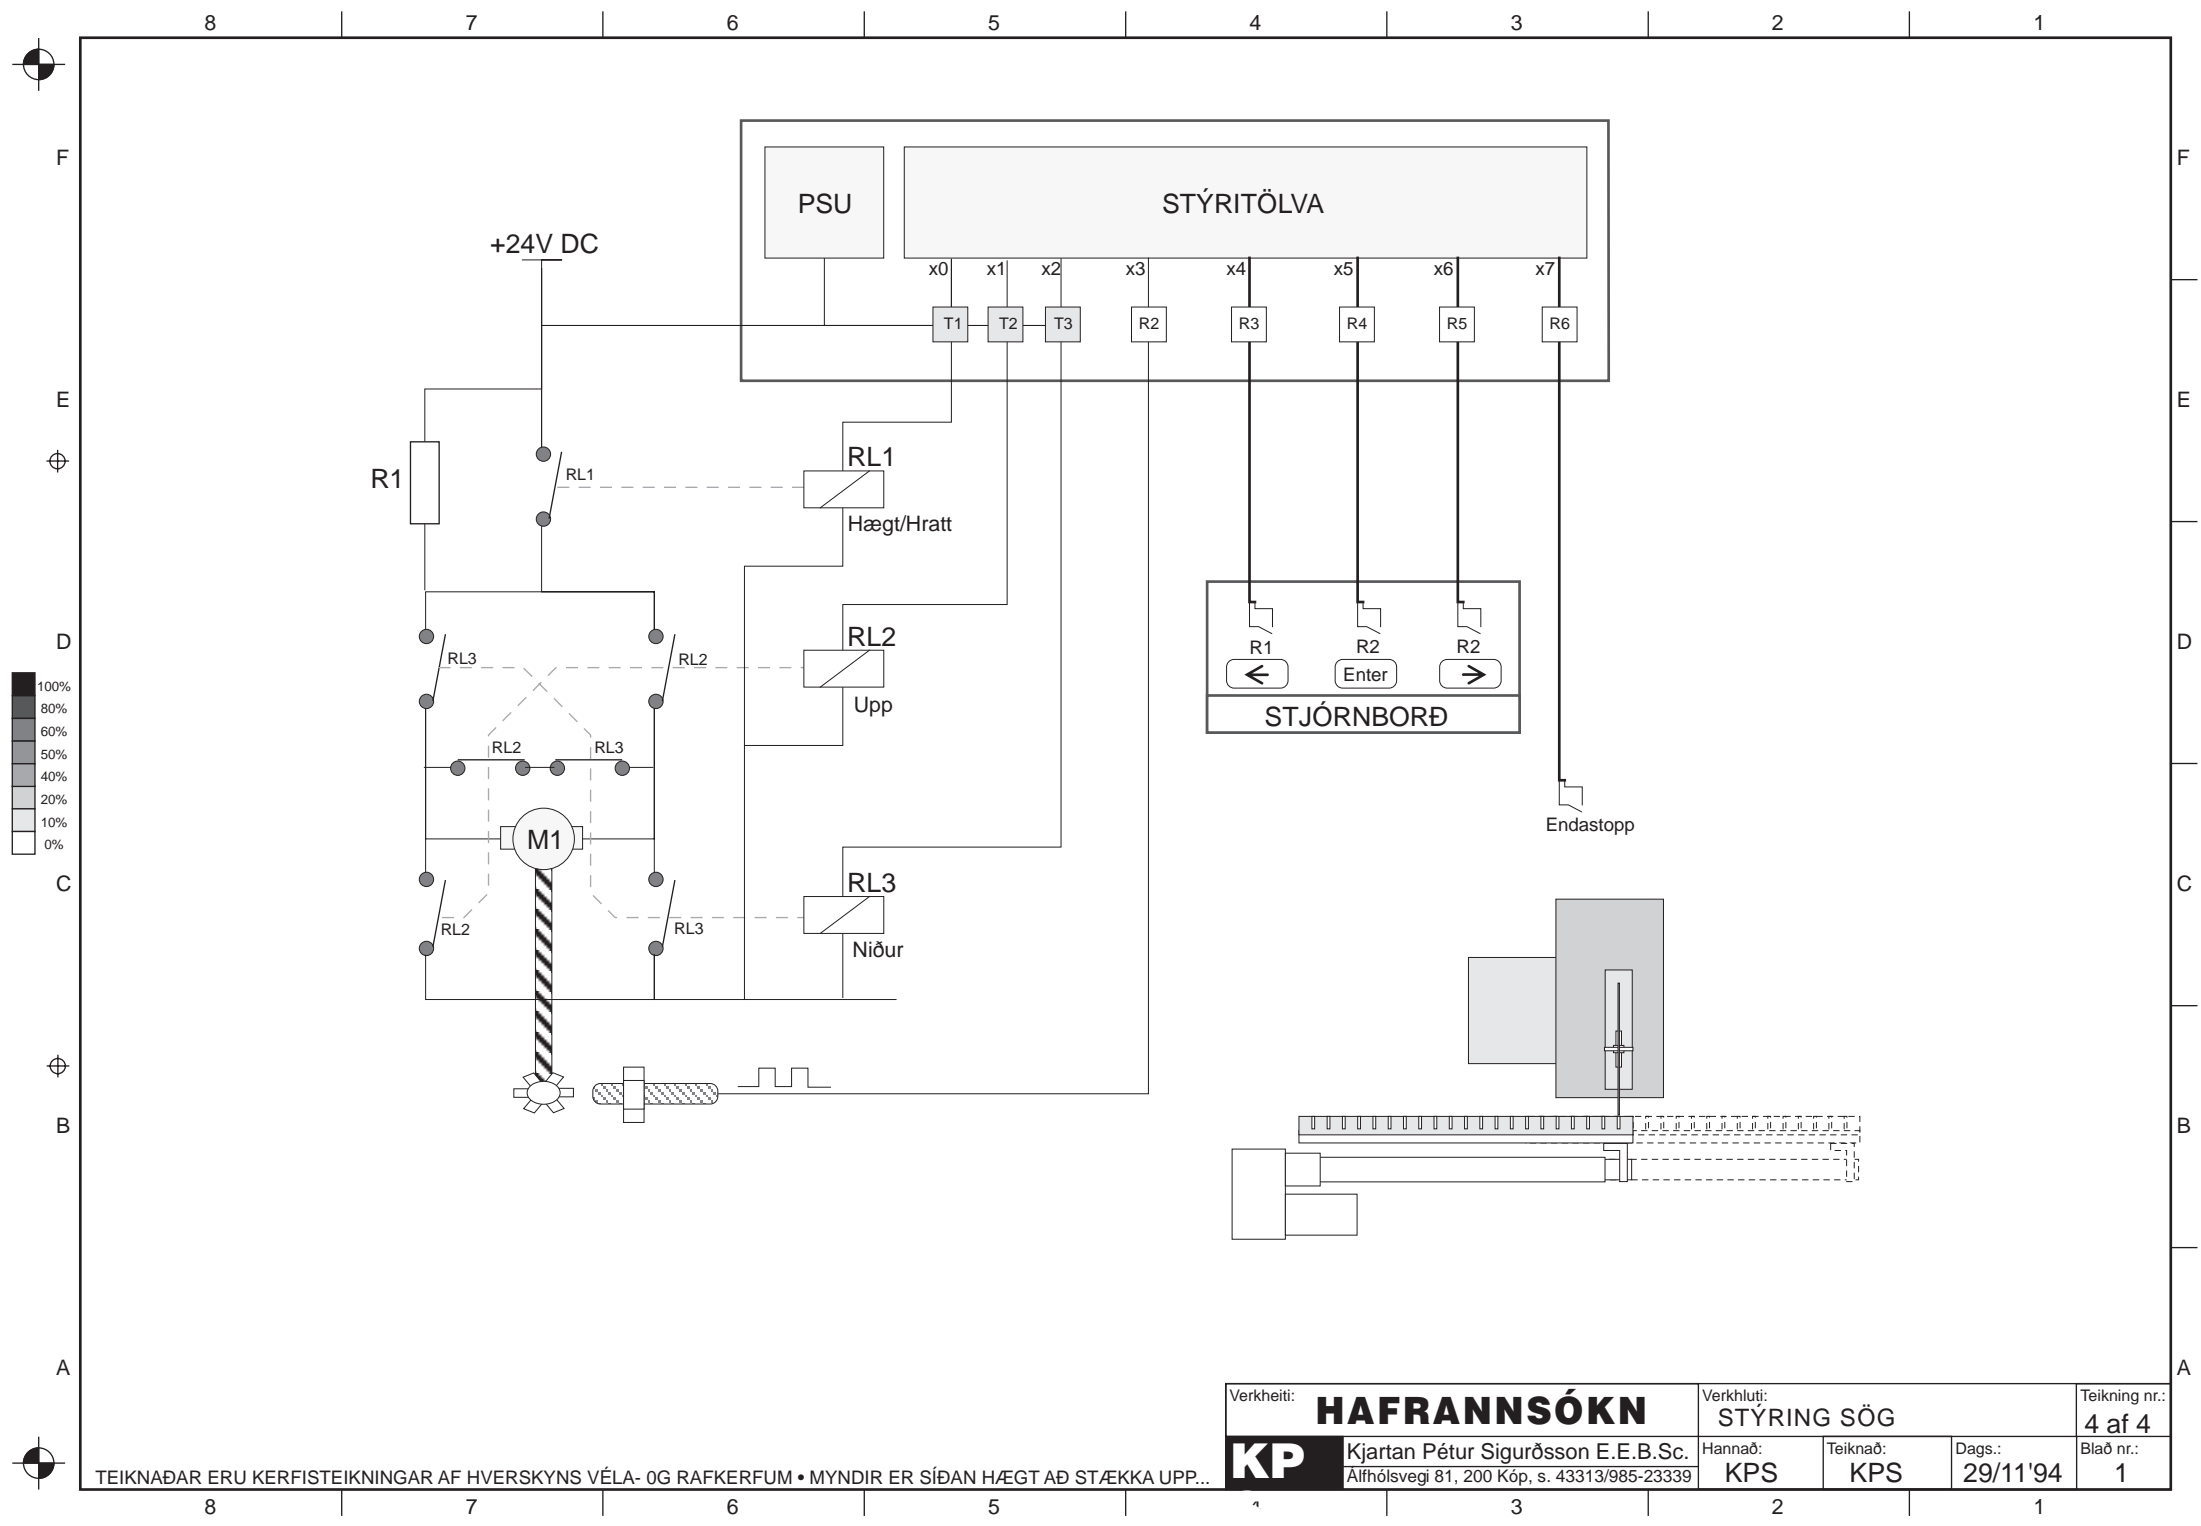 8 7 6 5 4 3 2 1
F F
PSU STÝRITÖLVA
+24V DC
x0 x1 x2 x3 x4 x5 x6 x7
T1 T2 T3 R2 R3 R4 R5 R6
E E
RL1
R1 RL1
Hægt/Hratt
D D
RL3 RL2 RL2
Upp
R1 R2 R2
Enter
STJÓRNBORÐ
100%
80%
60%
50%
40%
20%
10%
0%
RL2 RL3
M1
Endastopp
C C
RL3
RL2 RL3
Niður
B B
A A
Verkheiti: HAFRANNSÓKN
Verkhluti:
STÝRING SÖG
Teikning nr.:
4 af 4
KP
Kjartan Pétur Sigurðsson E.E.B.Sc.
Álfhólsvegi 81, 200 Kóp, s. 43313/985-23339
Hannað:
KPS
Teiknað:
KPS
Dags.:
29/11'94
Blað nr.:
1
TEIKNAÐAR ERU KERFISTEIKNINGAR AF HVERSKYNS VÉLA- 0G RAFKERFUM • MYNDIR ER SÍÐAN HÆGT AÐ STÆKKA UPP...
8 7 6 5 3 2 1